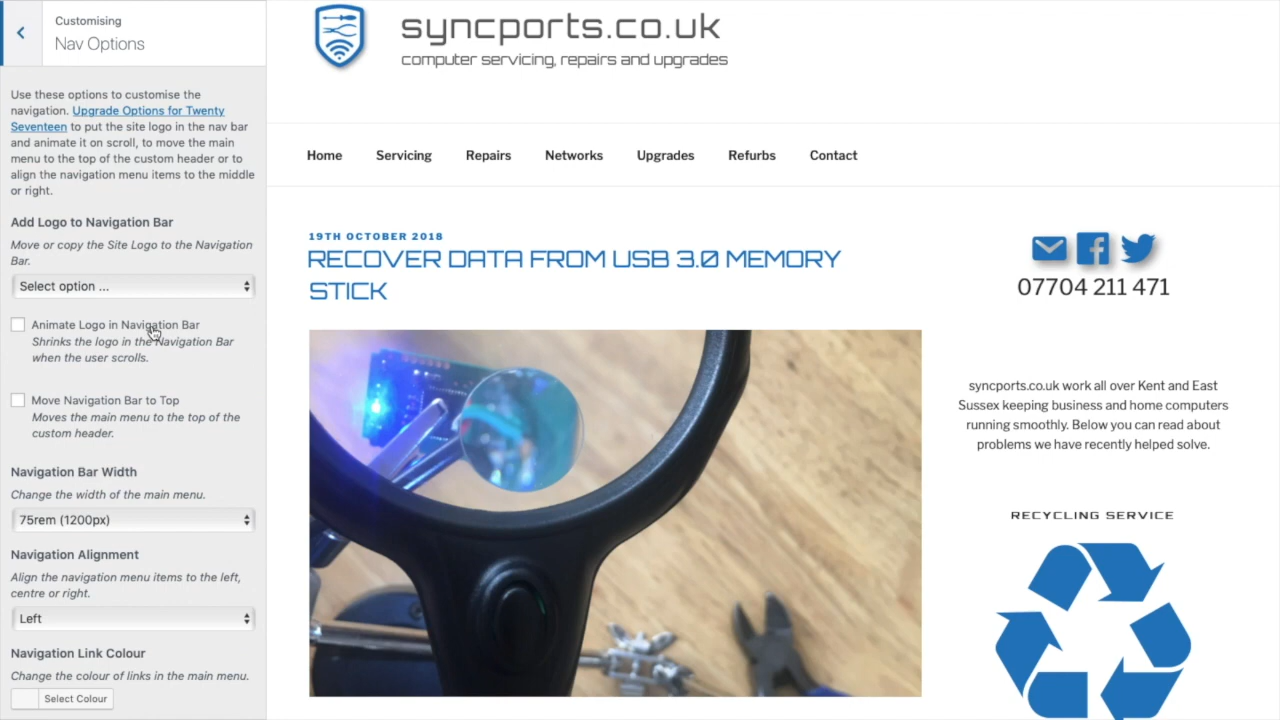 Customising
Nav Options
Use these options to customise the
navigation. Upgrade Options for Twenty
Seventeen to put the site logo in the nav bar
and animate it on scroll, to move the main
menu to the top of the custom header or to
align the navigation menu items to the middle
or right.
Add Logo to Navigation Bar
Move or copy the Site Logo to the Navigation
Bar.
Select option ...
Animate Logo in Navigation Bar
Shrinks the logo in the Navigation Bar
when the user scrolls.
Move Navigation Bar to Top
Moves the main menu to the top of the
custom header.
Navigation Bar Width
Change the width of the main menu.
75rem (1200px)
Navigation Alignment
Align the navigation menu items to the left,
centre or right.
Left
Navigation Link Colour
Change the colour of links in the main menu.
Select Colour
syncports.co.uk
computer servicing, repairs and upgrades
Home Servicing Repairs Networks Upgrades Refurbs Contact
19TH OCTOBER 2018
RECOVER DATA FROM USB 3.0 MEMORY
STICK
07704 211 471
syncports.co.uk work all over Kent and East
Sussex keeping business and home computers
running smoothly. Below you can read about
problems we have recently helped solve.
RECYCLING SERVICE